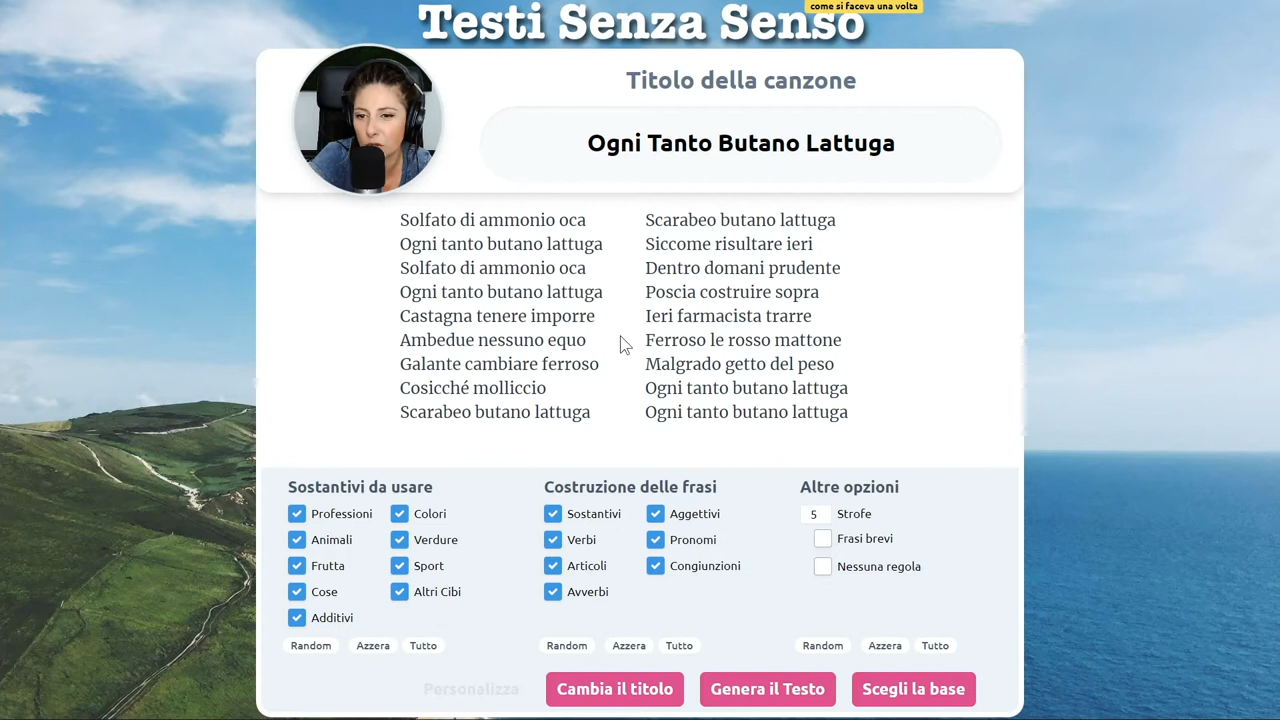 come si faceva una volta
Testi Senza Senso
Titolo della canzone
Ogni Tanto Butano Lattuga
Solfato di ammonio oca
Ogni tanto butano lattuga
Solfato di ammonio oca
Ogni tanto butano lattuga
Castagna tenere imporre
Ambedue nessuno equo
Galante cambiare ferroso
Cosicché molliccio
Scarabeo butano lattuga
Scarabeo butano lattuga
Siccome risultare ieri
Dentro domani prudente
Poscia costruire sopra
Ieri farmacista trarre
Ferroso le rosso mattone
Malgrado getto del peso
Ogni tanto butano lattuga
Ogni tanto butano lattuga
Sostantivi da usare
Professioni
Colori
Animali
Verdure
Frutta
Sport
Cose
Altri Cibi
Additivi
Random Azzera Tutto
Costruzione delle frasi
Sostantivi
Aggettivi
Verbi
Pronomi
Articoli
Congiunzioni
Avverbi
Random Azzera Tutto
Altre opzioni
5 Strofe
Frasi brevi
Nessuna regola
Random Azzera Tutto
Personalizza
Cambia il titolo
Genera il Testo
Scegli la base